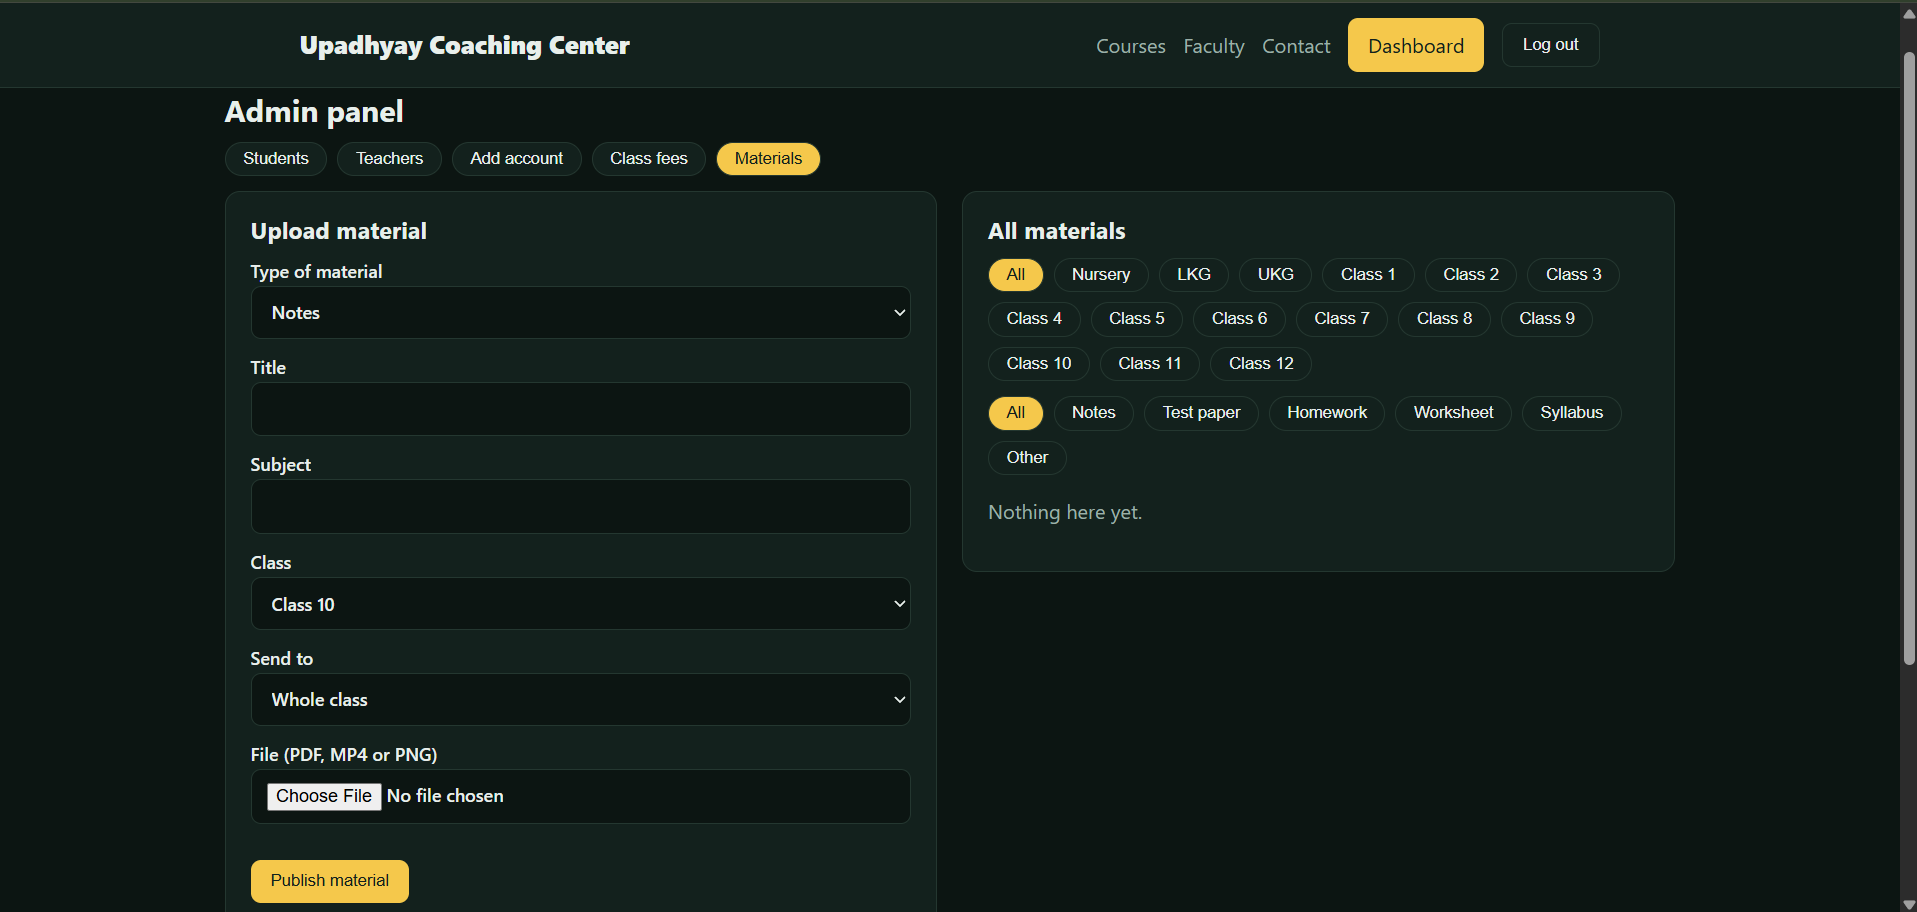 Upadhyay Coaching Center
Courses Faculty Contact Dashboard Log out
Admin panel
Students Teachers Add account Class fees Materials
Upload material
Type of material
Notes
Title
Subject
Class
Class 10
Send to
Whole class
File (PDF, MP4 or PNG)
Choose File No file chosen
Publish material
All materials
All Nursery LKG UKG Class 1 Class 2 Class 3
Class 4 Class 5 Class 6 Class 7 Class 8 Class 9
Class 10 Class 11 Class 12
All Notes Test paper Homework Worksheet Syllabus
Other
Nothing here yet.